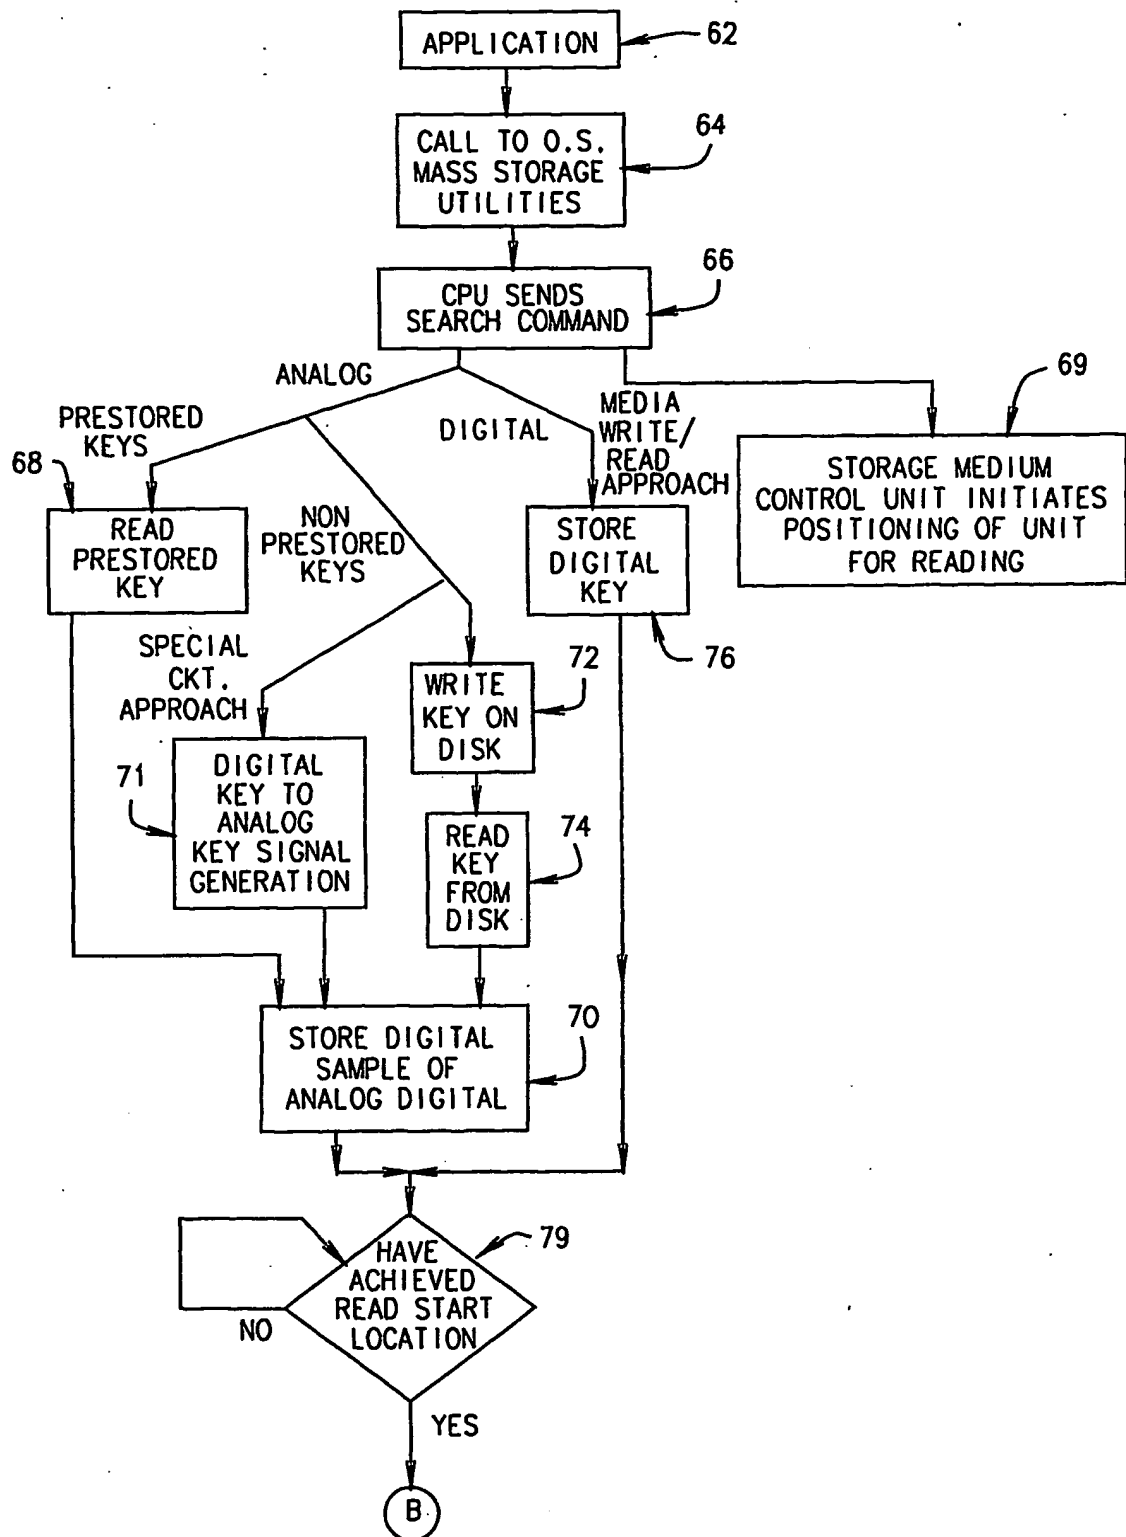 APPLICATION
62
CALL TO O.S.
MASS STORAGE
UTILITIES
64
CPU SENDS
SEARCH COMMAND
66
ANALOG
PRESTORED
KEYS
DIGITAL
MEDIA
WRITE/
READ
APPROACH
69
68
READ
PRESTORED
KEY
NON
PRESTORED
KEYS
STORE
DIGITAL
KEY
76
STORAGE MEDIUM
CONTROL UNIT INITIATES
POSITIONING OF UNIT
FOR READING
SPECIAL
CKT.
APPROACH
WRITE
KEY ON
DISK
72
71
DIGITAL
KEY TO
ANALOG
KEY SIGNAL
GENERATION
READ
KEY
FROM
DISK
74
STORE DIGITAL
SAMPLE OF
ANALOG DIGITAL
70
HAVE
ACHIEVED
READ START
LOCATION
79
NO
YES
B